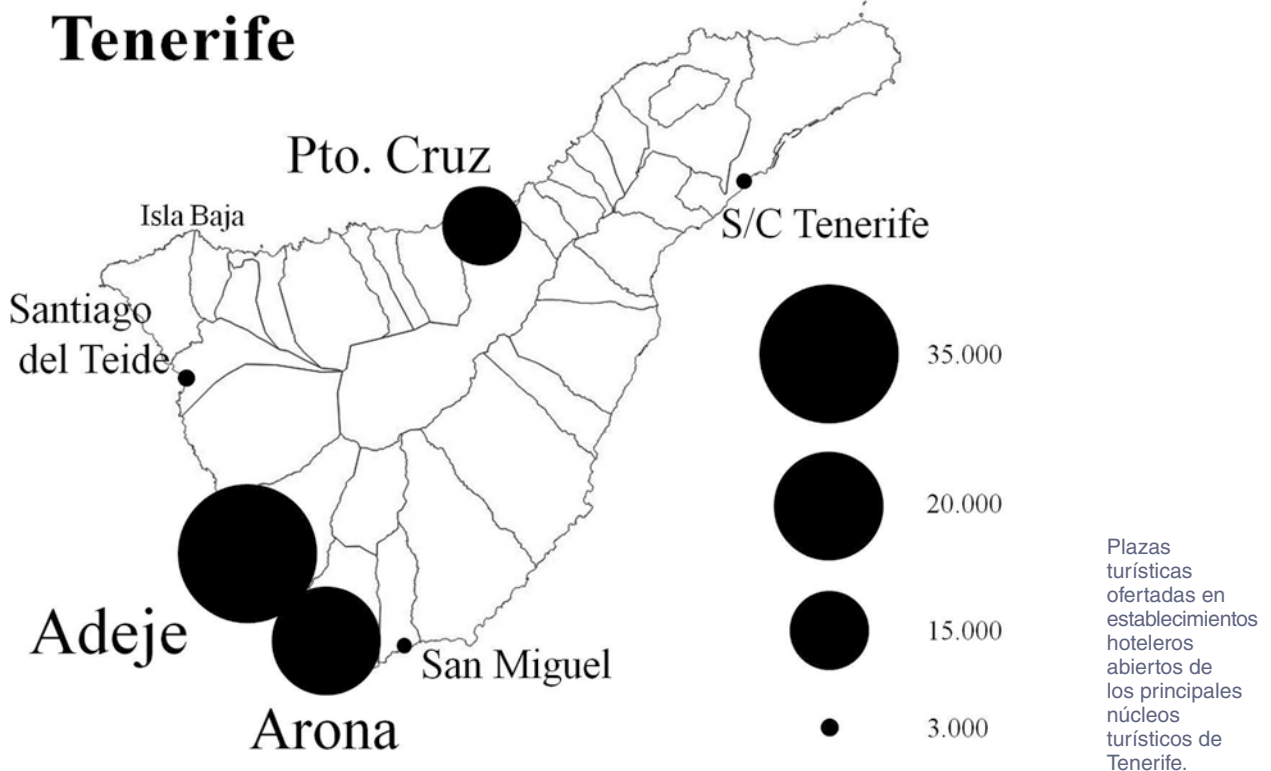 Tenerife
Pto. Cruz
Isla Baja
S/C Tenerife
Santiago
del Teide
35.000
20.000
15.000
3.000
Adeje
San Miguel
Arona
Plazas
turísticas
ofertadas en
establecimientos
hoteleros
abiertos de
los principales
núcleos
turísticos de
Tenerife.